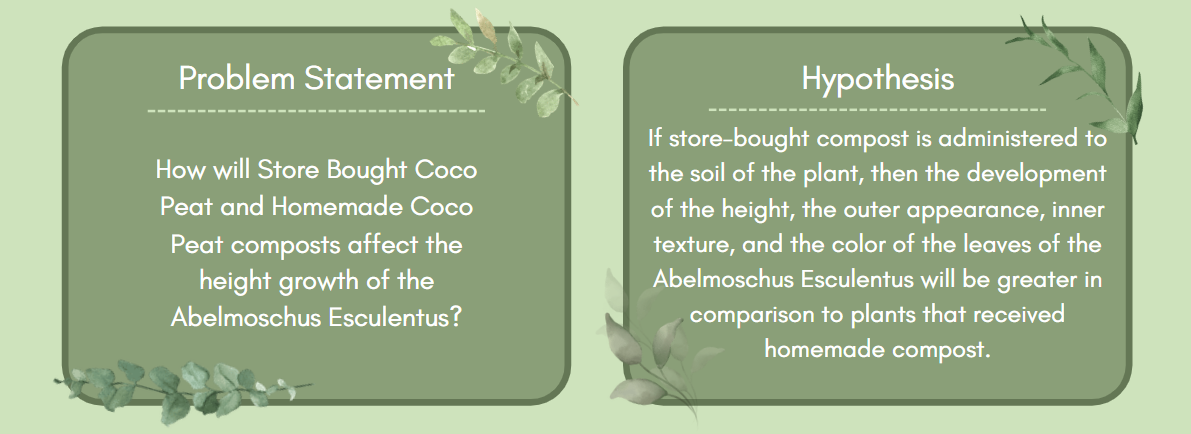 Problem Statement
How will Store Bought Coco
Peat and Homemade Coco
Peat composts affect the
height growth of the
Abelmoschus Esculentus?
Hypothesis
If store-bought compost is administered to
the soil of the plant, then the development
of the height, the outer appearance, inner
texture, and the color of the leaves of the
Abelmoschus Esculentus will be greater in
comparison to plants that received
homemade compost.